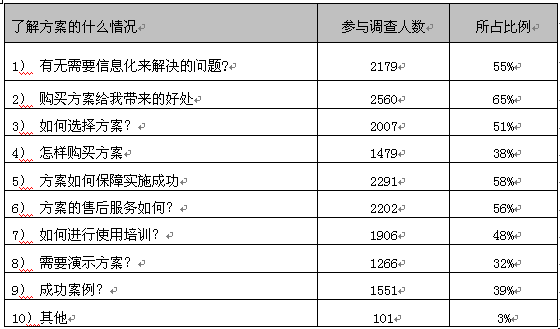 了解方案的什么情况 参与调查人数 所占比例
1） 有无需要信息化来解决的问题? 2179 55%
2） 购买方案给我带来的好处 2560 65%
3） 如何选择方案? 2007 51%
4） 怎样购买方案 1479 38%
5） 方案如何保障实施成功 2291 58%
6） 方案的售后服务如何? 2202 56%
7） 如何进行使用培训? 1906 48%
8） 需要演示方案? 1266 32%
9） 成功案例? 1551 39%
10）其他 101 3%